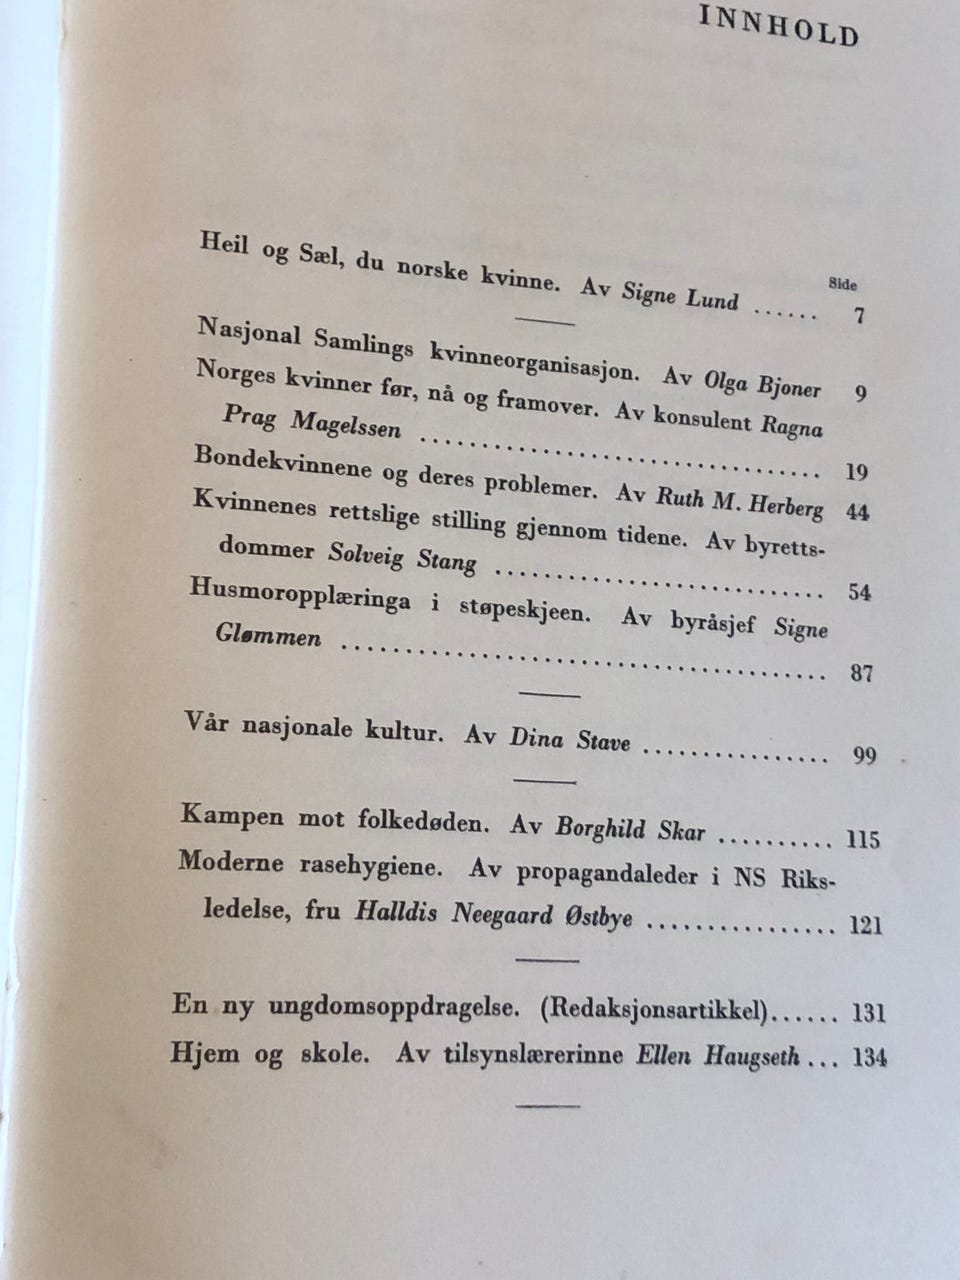 INNHOLD
Side
Heil og Sæl, du norske kvinne. Av Signe Lund ...... 7
Nasjonal Samlings kvinneorganisasjon. Av Olga Bjoner 9
Norges kvinner før, nå og framover. Av konsulent Ragna
Prag Magelssen ................................. 19
Bondekvinnene og deres problemer. Av Ruth M. Herberg 44
Kvinnenes rettslige stilling gjennom tidene. Av byretts-
dommer Solveig Stang ........................... 54
Husmoropplæringa i støpeskjeen. Av byråsjef Signe
Glømmen ....................................... 87
Vår nasjonale kultur. Av Dina Stave ................ 99
Kampen mot folkedøden. Av Borghild Skar .......... 115
Moderne rasehygiene. Av propagandaleder i NS Riks-
ledelse, fru Halldis Neegaard Østbye ................ 121
En ny ungdomsoppdragelse. (Redaksjonsartikkel)...... 131
Hjem og skole. Av tilsynslærerinne Ellen Haugseth ... 134